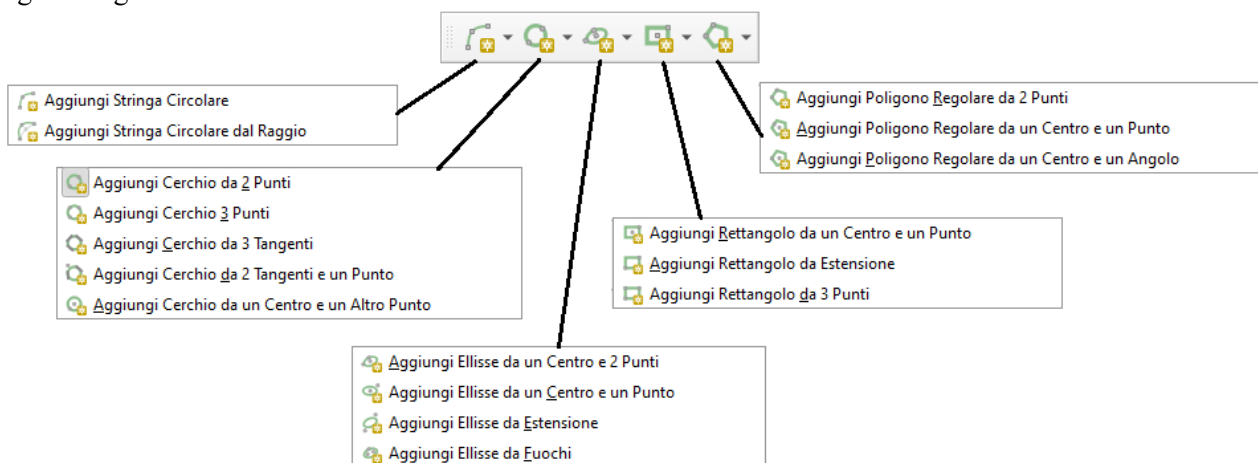 Aggiungi Stringa Circolare
Aggiungi Stringa Circolare dal Raggio
Aggiungi Cerchio da 2 Punti
Aggiungi Cerchio 3 Punti
Aggiungi Cerchio da 3 Tangenti
Aggiungi Cerchio da 2 Tangenti e un Punto
Aggiungi Cerchio da un Centro e un Altro Punto
Aggiungi Ellisse da un Centro e 2 Punti
Aggiungi Ellisse da un Centro e un Punto
Aggiungi Ellisse da Estensione
Aggiungi Ellisse da Fuochi
Aggiungi Rettangolo da un Centro e un Punto
Aggiungi Rettangolo da Estensione
Aggiungi Rettangolo da 3 Punti
Aggiungi Poligono Regolare da 2 Punti
Aggiungi Poligono Regolare da un Centro e un Punto
Aggiungi Poligono Regolare da un Centro e un Angolo